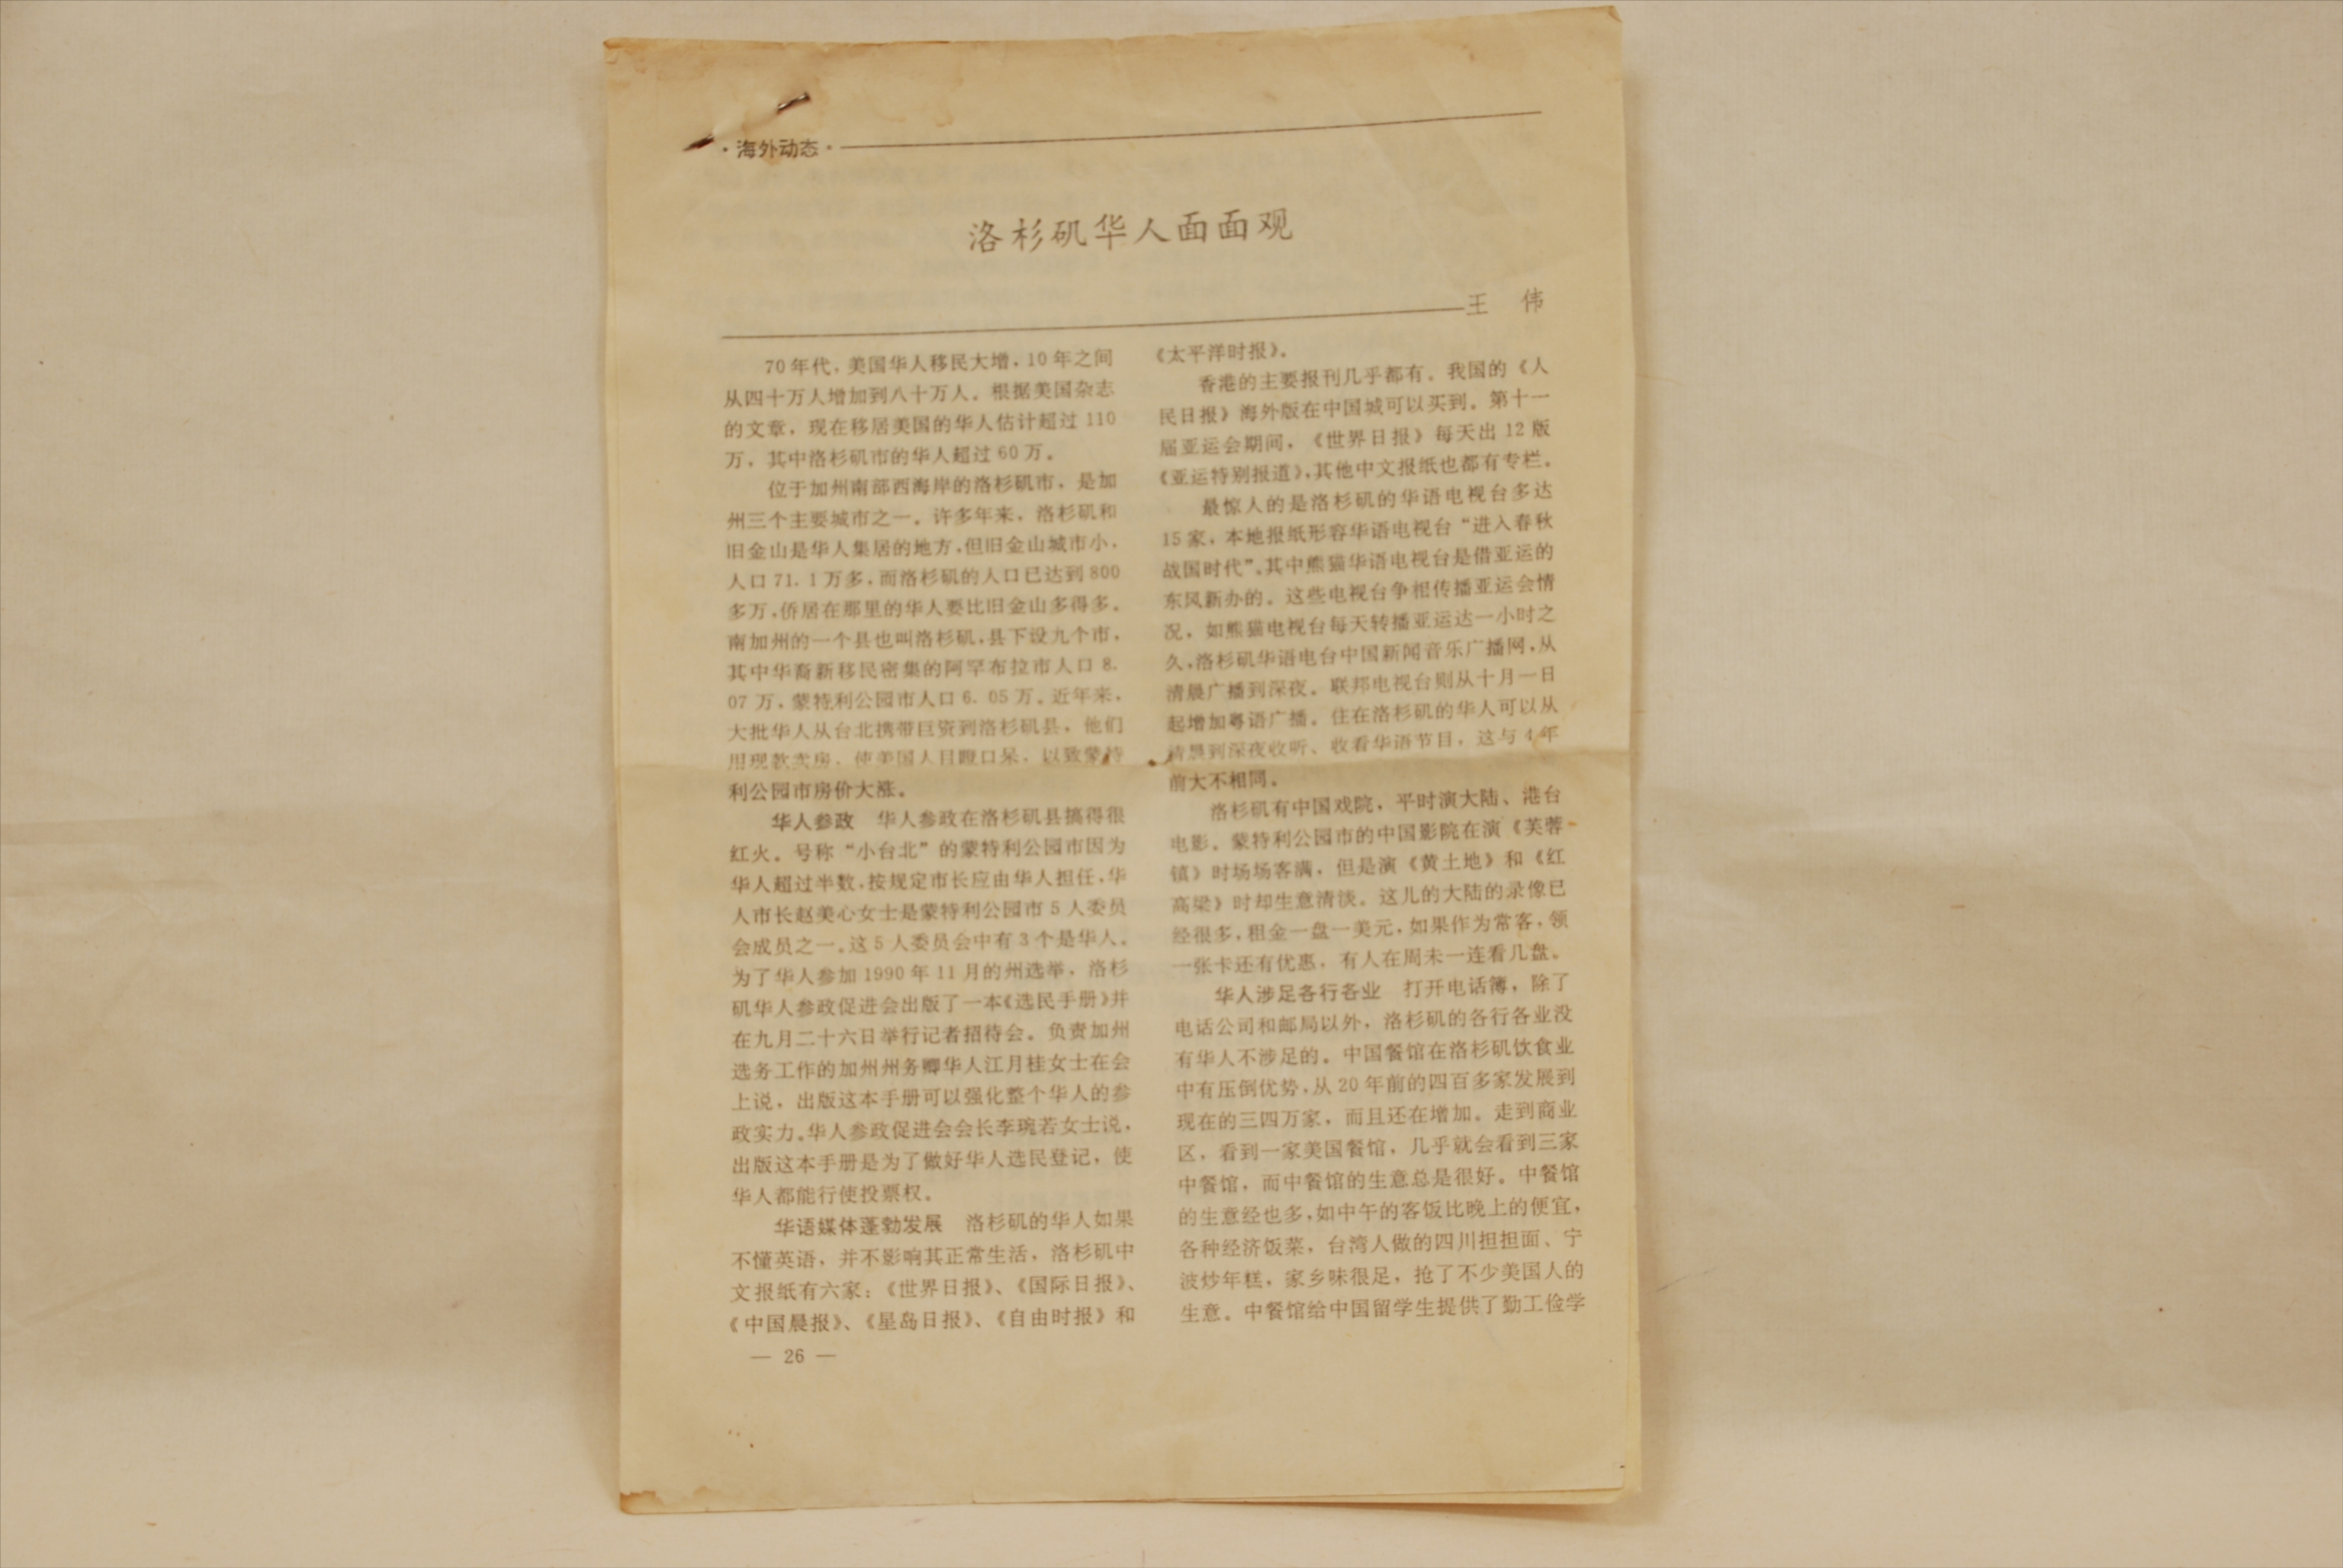 ·海外动态·
洛杉矶华人面面观
王 伟
70年代，美国华人移民大增，10年之间
从四十万人增加到八十万人。根据美国杂志
的文章，现在移居美国的华人估计超过110
万，其中洛杉矶市的华人超过60万。
位于加州南部西海岸的洛杉矶市，是加
州三个主要城市之一。许多年来，洛杉矶和
旧金山是华人集居的地方，但旧金山城市小，
人口71.1万多，而洛杉矶的人口已达到800
多万，侨居在那里的华人要比旧金山多得多。
南加州的一个县也叫洛杉矶，县下设九个市，
其中华裔新移民密集的阿罕布拉市人口8.
07万，蒙特利公园市人口6.05万。近年来，
大批华人从台北携带巨资到洛杉矶县，他们
用现款卖房，使美国人目瞪口呆，以致蒙特
利公园市房价大涨。
华人参政 华人参政在洛杉矶县搞得很
红火。号称“小台北”的蒙特利公园市因为
华人超过半数，按规定市长应由华人担任，华
人市长赵美心女士是蒙特利公园市5人委员
会成员之一。这5人委员会中有3个是华人。
为了华人参加1990年11月的州选举，洛杉
矶华人参政促进会出版了一本《选民手册》并
在九月二十六日举行记者招待会。负责加州
选务工作的加州州务卿华人江月桂女士在会
上说，出版这本手册可以强化整个华人的参
政实力。华人参政促进会会长李琬若女士说，
出版这本手册是为了做好华人选民登记，使
华人都能行使投票权。
华语媒体蓬勃发展 洛杉矶的华人如果
不懂英语，并不影响其正常生活，洛杉矶中
文报纸有六家：《世界日报》、《国际日报》、
《中国晨报》、《星岛日报》、《自由时报》和
— 26 —
《太平洋时报》。
香港的主要报刊几乎都有。我国的《人
民日报》海外版在中国城可以买到。第十一
届亚运会期间，《世界日报》每天出12版
《亚运特别报道》，其他中文报纸也都有专栏。
最惊人的是洛杉矶的华语电视台多达
15家，本地报纸形容华语电视台“进入春秋
战国时代”，其中熊猫华语电视台是借亚运的
东风新办的。这些电视台争相传播亚运会情
况，如熊猫电视台每天转播亚运达一小时之
久，洛杉矶华语电台中国新闻音乐广播网，从
清晨广播到深夜。联邦电视台则从十月一日
起增加粤语广播。住在洛杉矶的华人可以从
清晨到深夜收听、收看华语节目，这与4年
前大不相同。
洛杉矶有中国戏院，平时演大陆、港台
电影。蒙特利公园市的中国影院在演《芙蓉
镇》时场场客满，但是演《黄土地》和《红
高梁》时却生意清淡。这儿的大陆的录像已
经很多，租金一盘一美元，如果作为常客，领
一张卡还有优惠，有人在周末一连看几盘。
华人涉足各行各业 打开电话簿，除了
电话公司和邮局以外，洛杉矶的各行各业没
有华人不涉足的。中国餐馆在洛杉矶饮食业
中有压倒优势，从20年前的四百多家发展到
现在的三四万家，而且还在增加。走到商业
区，看到一家美国餐馆，几乎就会看到三家
中餐馆，而中餐馆的生意总是很好。中餐馆
的生意经也多，如中午的客饭比晚上的便宜，
各种经济饭菜，台湾人做的四川担担面、宁
波炒年糕，家乡味很足，抢了不少美国人的
生意。中餐馆给中国留学生提供了勤工俭学